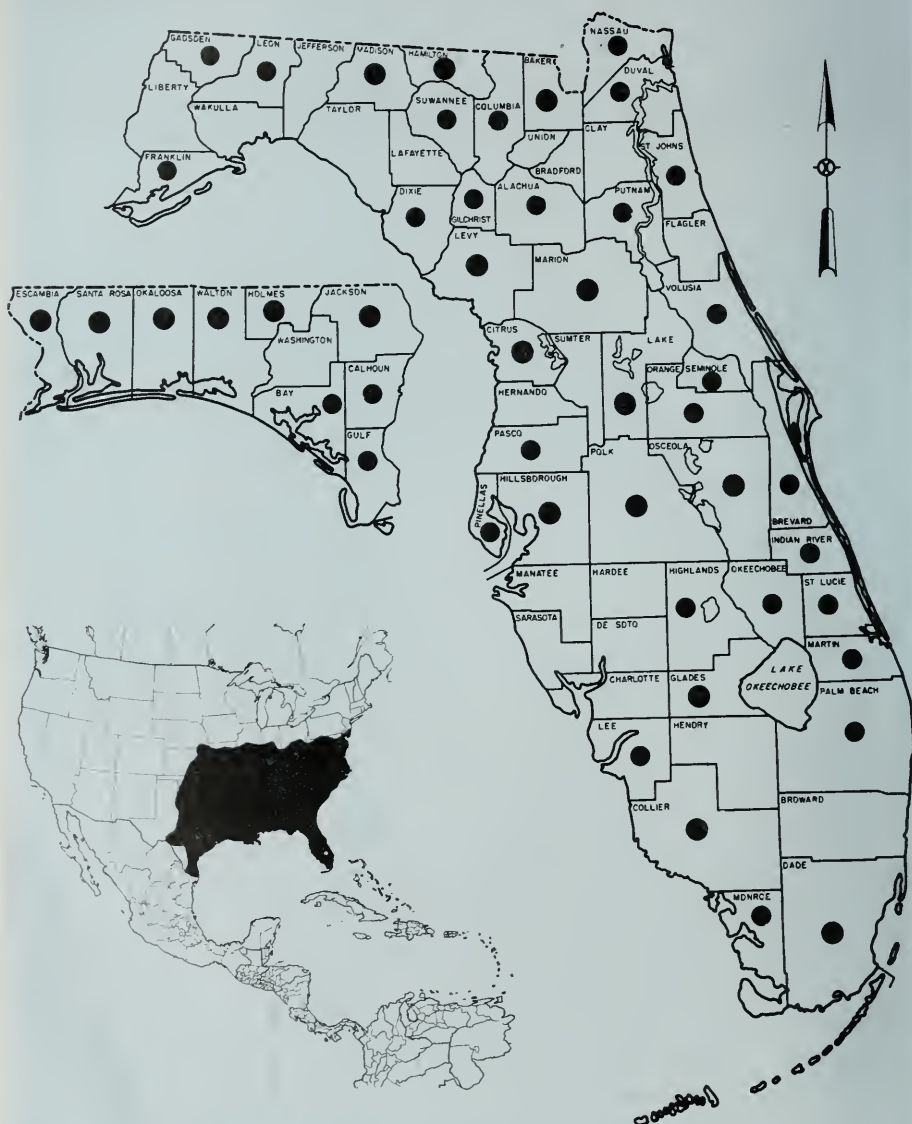 NASSAU
GADSDEN
LEON
JEFFERSON
MADISON
HAMILTON
BAKER
DUVAL
LIBERTY
WAKULLA
TAYLOR
SUWANNEE
COLUMBIA
UNION
CLAY
ST JOHNS
FRANKLIN
LAFAYETTE
BRADFORD
DIXIE
GILCHRIST
ALACHUA
PUTNAM
FLAGLER
LEVY
MARION
VOLUSIA
ESCAMBIA
SANTA ROSA
OKALOOSA
WALTON
HOLMES
JACKSON
WASHINGTON
CITRUS
SUMTER
LAKE
CALHOUN
ORANGE
SEMINOLE
BAY
HERNANDO
GULF
PASCO
POLK
OSCEOLA
PINELLAS
HILLSBOROUGH
BREVARD
INDIAN RIVER
MANATEE
HARDEE
HIGHLANDS
OKEECHOBEE
ST LUCIE
SARASOTA
DE SOTO
MARTIN
CHARLOTTE
GLADES
LAKE
OKEECHOBEE
PALM BEACH
LEE
HENDRY
COLLIER
BROWARD
DADE
MONROE